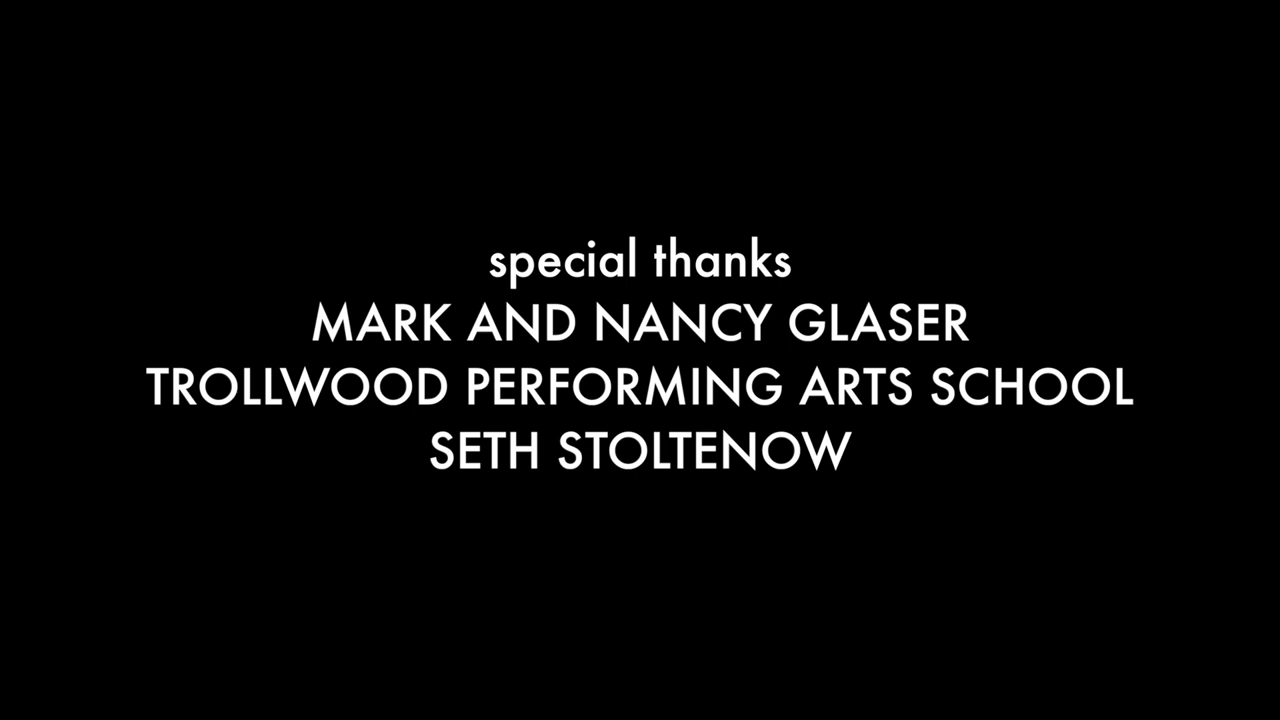 special thanks
MARK AND NANCY GLASER
TROLLWOOD PERFORMING ARTS SCHOOL
SETH STOLTENOW